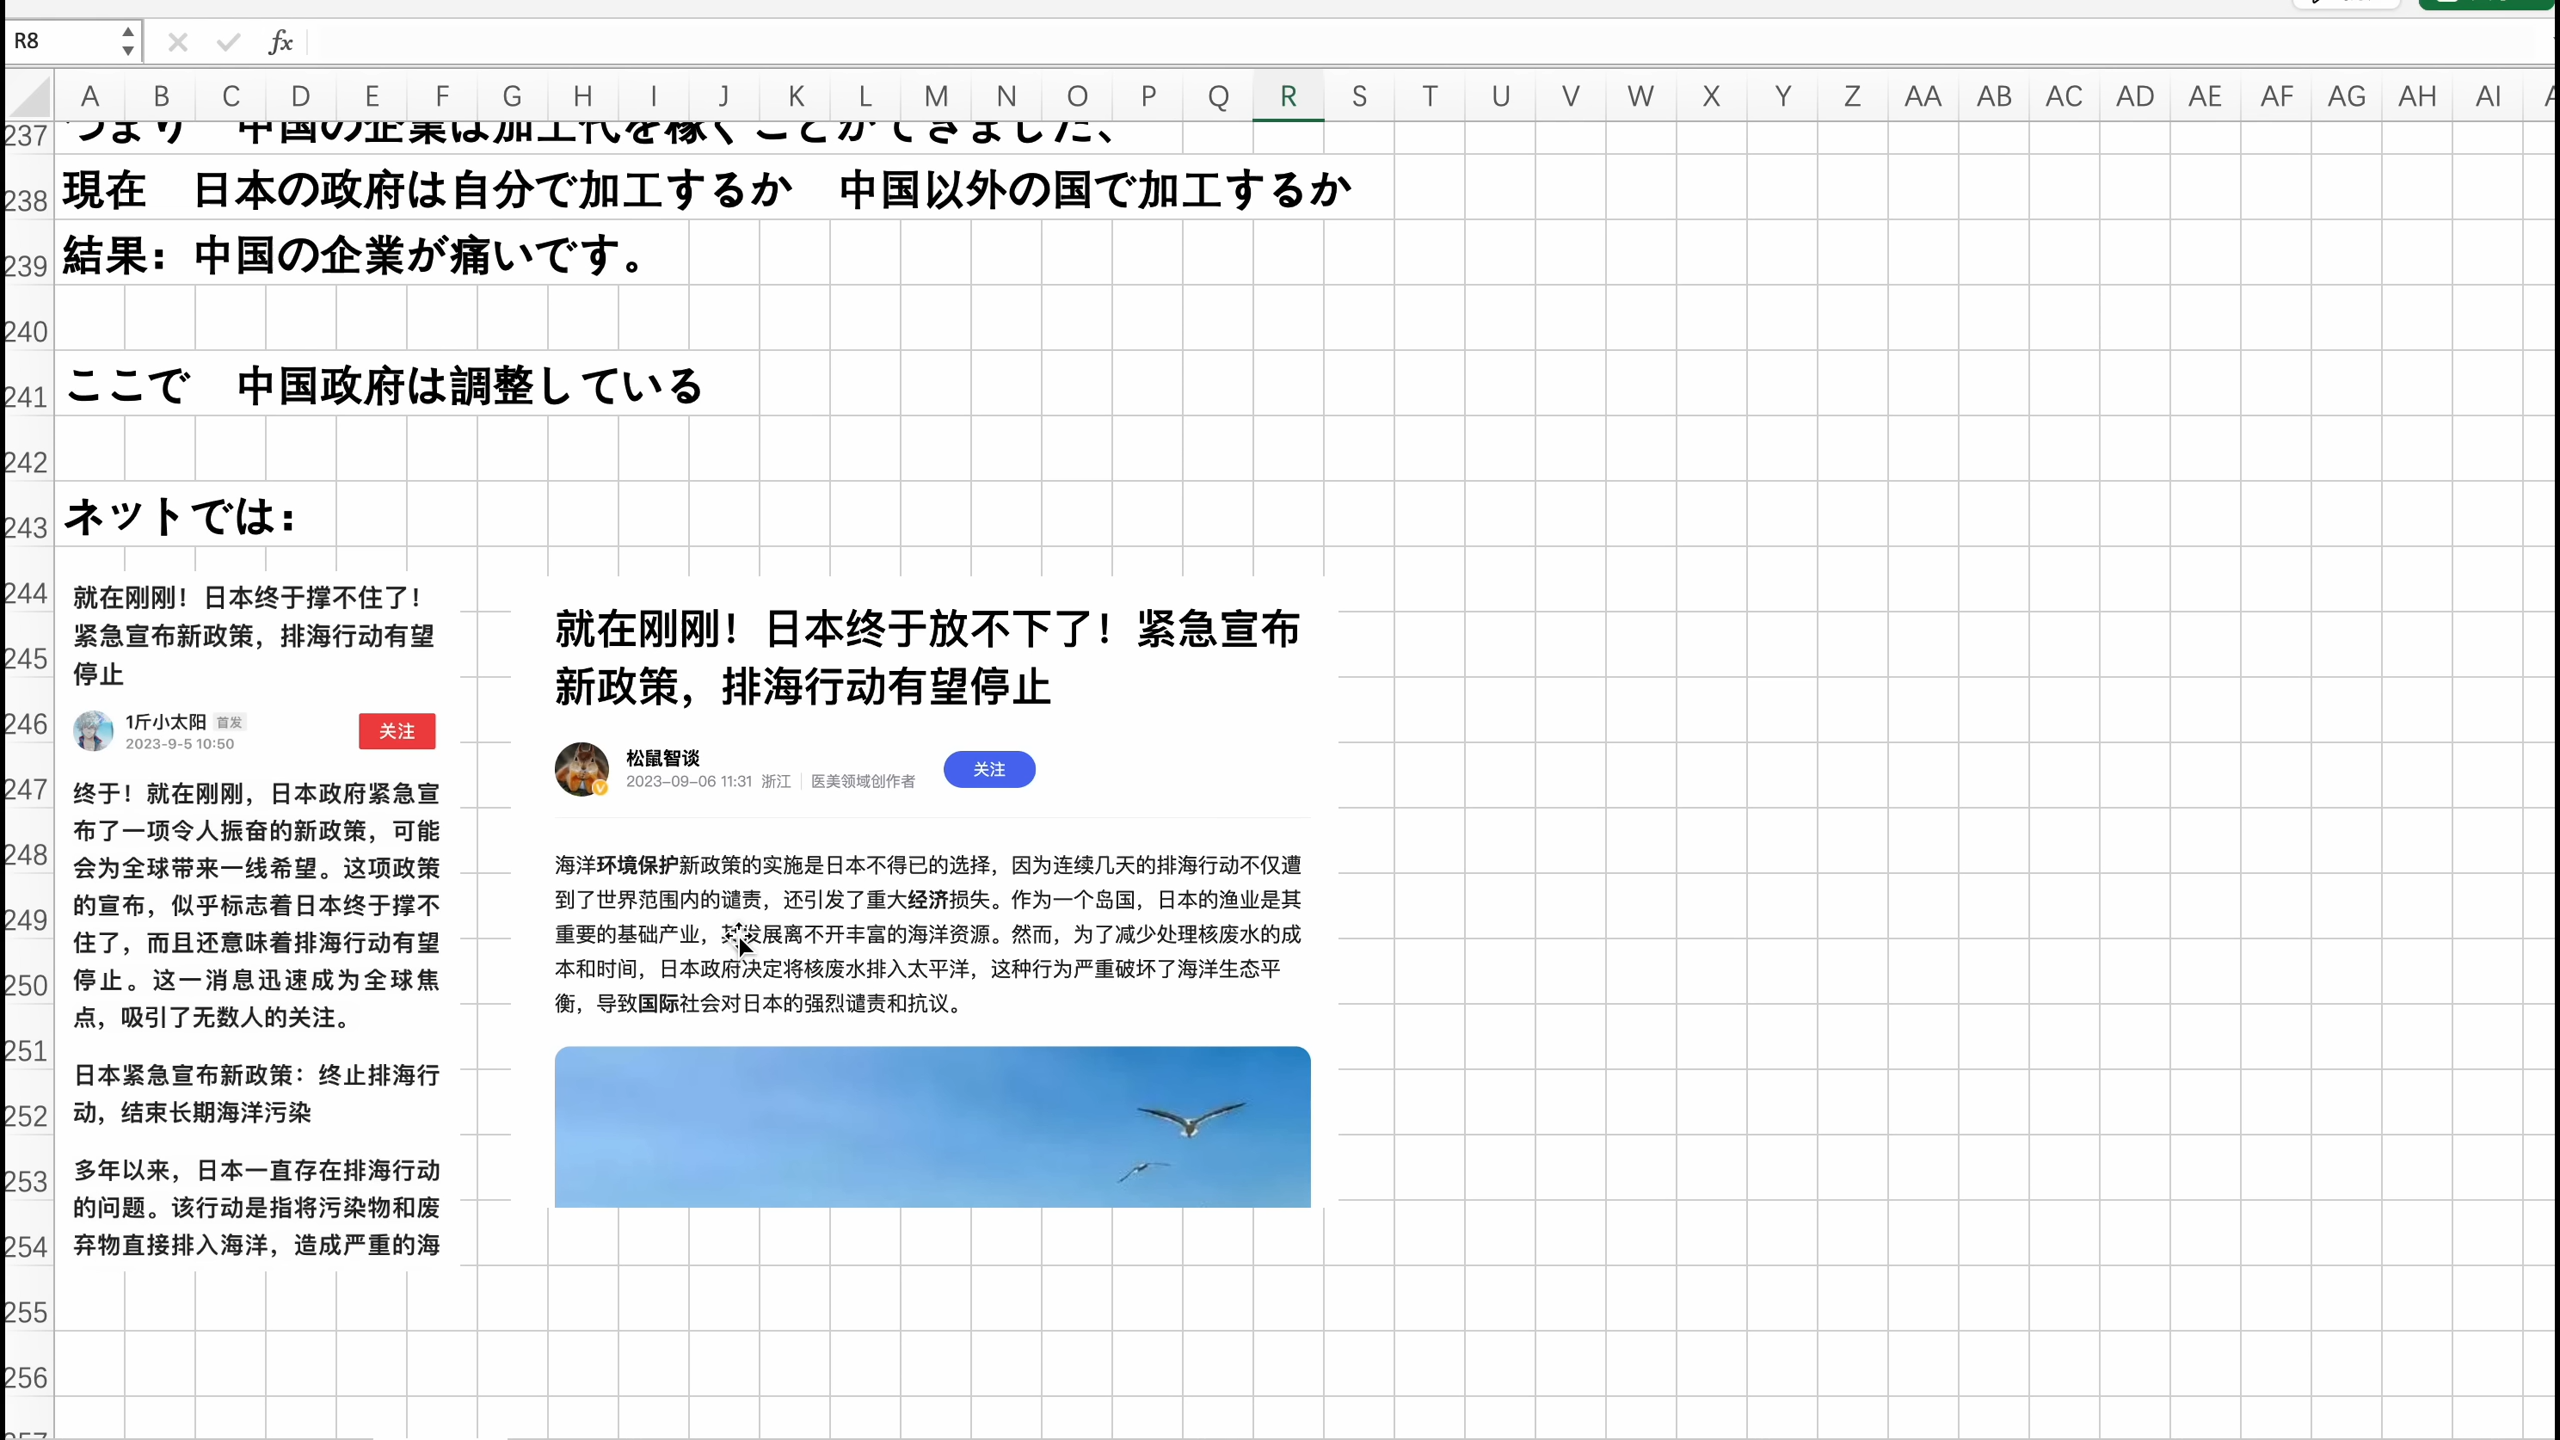 R8
fx
A B C D E F G H I J K L M N O P Q R S T U V W X Y Z AA AB AC AD AE AF AG AH AI
237 つまり　中国の企業は加工代を稼ぐことができました、
238 現在　日本の政府は自分で加工するか　中国以外の国で加工するか
239 結果：中国の企業が痛いです。
240
241 ここで　中国政府は調整している
242
243 ネットでは：
244
245
246
247
248
249
250
251
252
253
254
255
256
就在刚刚！日本终于撑不住了！
紧急宣布新政策，排海行动有望
停止
1斤小太阳 首发
2023-9-5 10:50
关注
终于！就在刚刚，日本政府紧急宣
布了一项令人振奋的新政策，可能
会为全球带来一线希望。这项政策
的宣布，似乎标志着日本终于撑不
住了，而且还意味着排海行动有望
停止。这一消息迅速成为全球焦
点，吸引了无数人的关注。
日本紧急宣布新政策：终止排海行
动，结束长期海洋污染
多年以来，日本一直存在排海行动
的问题。该行动是指将污染物和废
弃物直接排入海洋，造成严重的海
就在刚刚！日本终于放不下了！紧急宣布
新政策，排海行动有望停止
松鼠智谈
2023-09-06 11:31 浙江 | 医美领域创作者
关注
海洋环境保护新政策的实施是日本不得已的选择，因为连续几天的排海行动不仅遭
到了世界范围内的谴责，还引发了重大经济损失。作为一个岛国，日本的渔业是其
重要的基础产业，其发展离不开丰富的海洋资源。然而，为了减少处理核废水的成
本和时间，日本政府决定将核废水排入太平洋，这种行为严重破坏了海洋生态平
衡，导致国际社会对日本的强烈谴责和抗议。